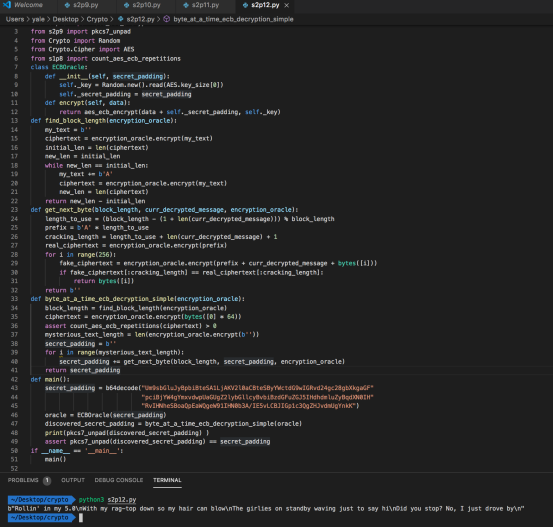 Welcome s2p9.py s2p10.py s2p11.py s2p12.py ×
Users > yale > Desktop > Crypto > s2p12.py > byte_at_a_time_ecb_decryption_simple
3 from s2p9 import pkcs7_unpad
4 from Crypto import Random
5 from Crypto.Cipher import AES
6 from s1p8 import count_aes_ecb_repetitions
7 class ECBOracle:
8 def __init__(self, secret_padding):
9 self._key = Random.new().read(AES.key_size[0])
10 self._secret_padding = secret_padding
11 def encrypt(self, data):
12 return aes_ecb_encrypt(data + self._secret_padding, self._key)
13 def find_block_length(encryption_oracle):
14 my_text = b''
15 ciphertext = encryption_oracle.encrypt(my_text)
16 initial_len = len(ciphertext)
17 new_len = initial_len
18 while new_len == initial_len:
19 my_text += b'A'
20 ciphertext = encryption_oracle.encrypt(my_text)
21 new_len = len(ciphertext)
22 return new_len - initial_len
23 def get_next_byte(block_length, curr_decrypted_message, encryption_oracle):
24 length_to_use = (block_length - (1 + len(curr_decrypted_message))) % block_length
25 prefix = b'A' * length_to_use
26 cracking_length = length_to_use + len(curr_decrypted_message) + 1
27 real_ciphertext = encryption_oracle.encrypt(prefix)
28 for i in range(256):
29 fake_ciphertext = encryption_oracle.encrypt(prefix + curr_decrypted_message + bytes([i]))
30 if fake_ciphertext[:cracking_length] == real_ciphertext[:cracking_length]:
31 return bytes([i])
32 return b''
33 def byte_at_a_time_ecb_decryption_simple(encryption_oracle):
34 block_length = find_block_length(encryption_oracle)
35 ciphertext = encryption_oracle.encrypt(bytes([0] * 64))
36 assert count_aes_ecb_repetitions(ciphertext) > 0
37 mysterious_text_length = len(encryption_oracle.encrypt(b''))
38 secret_padding = b''
39 for i in range(mysterious_text_length):
40 secret_padding += get_next_byte(block_length, secret_padding, encryption_oracle)
41 return secret_padding
42 def main():
43 secret_padding = b64decode("Um9sbGluJyBpbiBteSA1LjAKV2l0aCBteSByYWctdG9wIGRvd24gc28gbXkgaGF"
44 "pciBjYW4gYmxvdwpUaGUgZ2lybGllcyBvbiBzdGFuZGJ5IHdhdmluZyBqdXN0IH"
45 "RvIHNheSBoaQpEaWQgeW91IHN0b3A/IE5vLCBJIGp1c3QgZHJvdmUgYnkK")
46 oracle = ECBOracle(secret_padding)
47 discovered_secret_padding = byte_at_a_time_ecb_decryption_simple(oracle)
48 print(pkcs7_unpad(discovered_secret_padding) )
49 assert pkcs7_unpad(discovered_secret_padding) == secret_padding
50 if __name__ == '__main__':
51 main()
52
PROBLEMS 1 OUTPUT DEBUG CONSOLE TERMINAL
~/Desktop/crypto python3 s2p12.py
b"Rollin' in my 5.0\nWith my rag-top down so my hair can blow\nThe girlies on standby waving just to say hi\nDid you stop? No, I just drove by\n"
~/Desktop/crypto